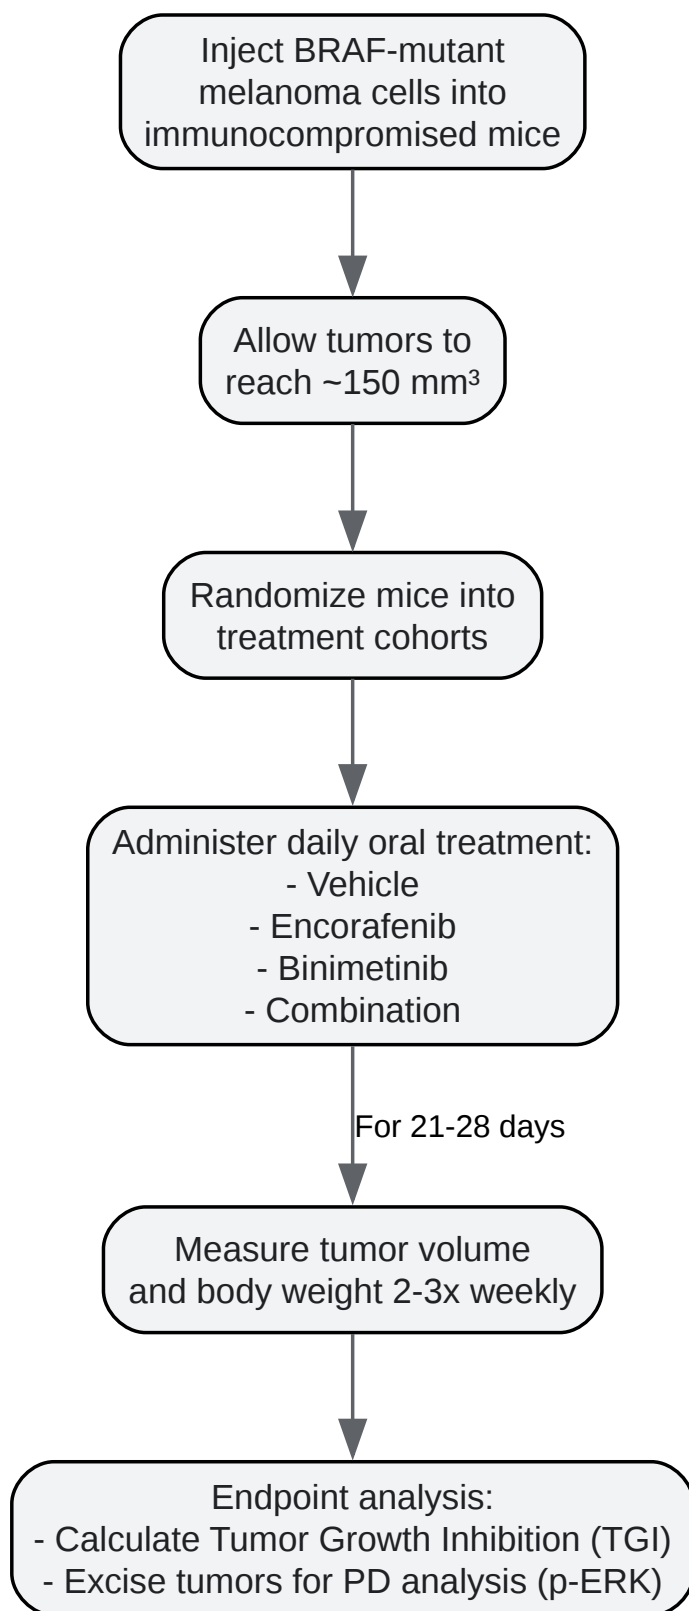 Inject BRAF-mutant
melanoma cells into
immunocompromised mice
Allow tumors to
reach ~150 mm³
Randomize mice into
treatment cohorts
Administer daily oral treatment:
- Vehicle
- Encorafenib
- Binimetinib
- Combination
For 21-28 days
Measure tumor volume
and body weight 2-3x weekly
Endpoint analysis:
- Calculate Tumor Growth Inhibition (TGI)
- Excise tumors for PD analysis (p-ERK)